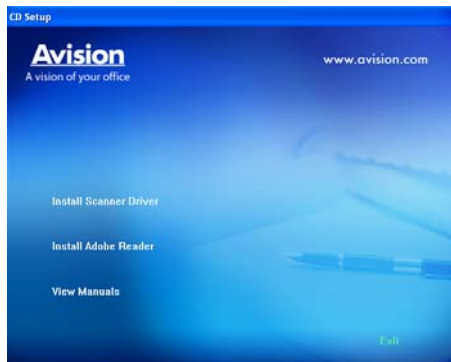 CD Setup
Avision
www.avision.com
A vision of your office
Install Scanner Driver
Install Adobe Reader
View Manuals
Exit